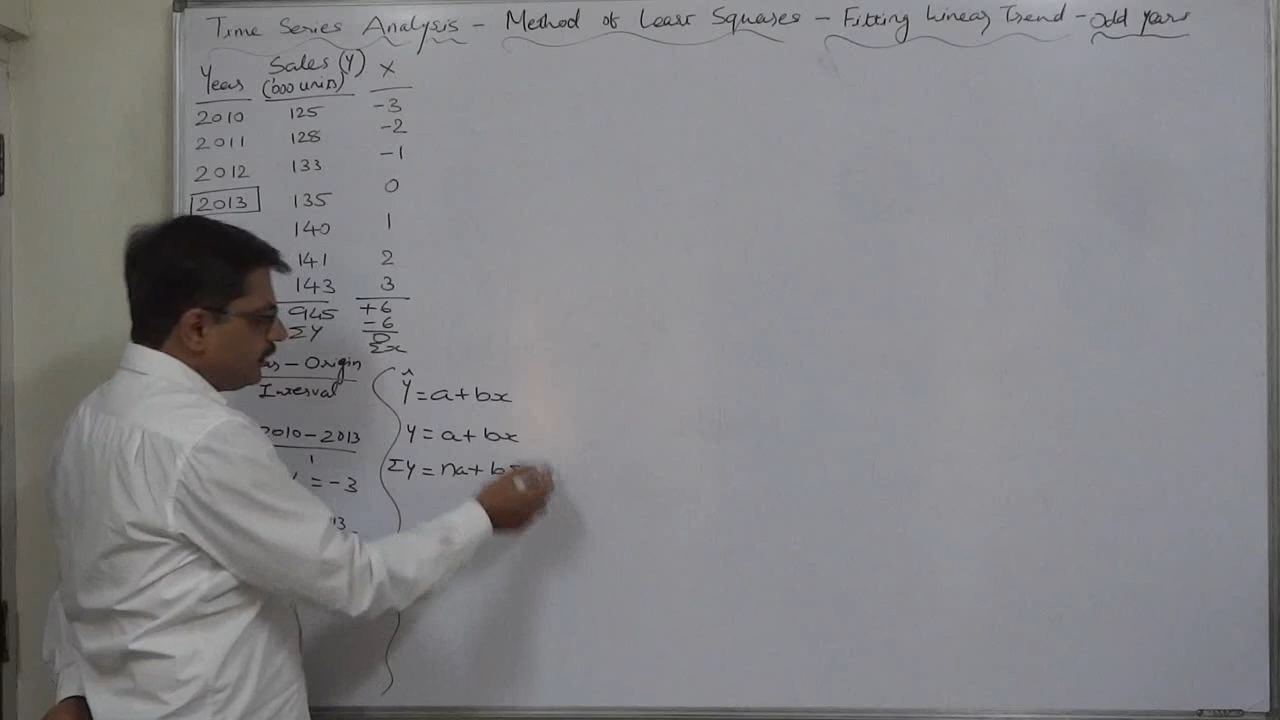 Time Series Analysis - Method of Least Squares - Fitting Linear Trend - Odd Years
Year Sales (Y) X
('000 units)
2010 125 -3
2011 128 -2
2012 133 -1
2013 135 0
140 1
141 2
143 3
945 +6
-6
ΣY 0
Σx
- Origin
Interval
2010-2013
1
= -3
13
Ŷ = a + bx
Y = a + bx
ΣY = na + b